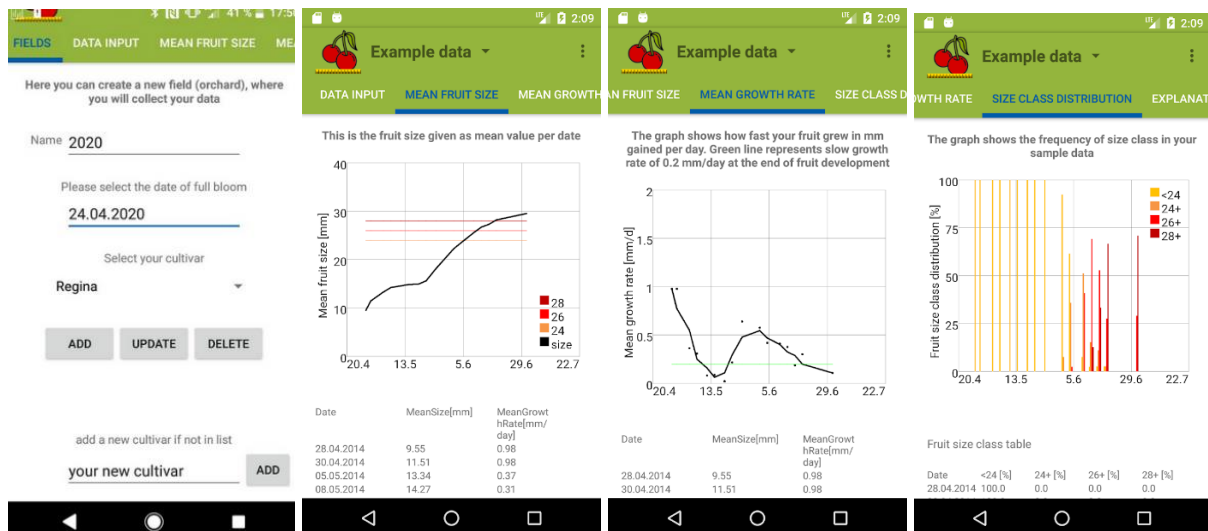 41 % 17:50
FIELDS DATA INPUT MEAN FRUIT SIZE
Here you can create a new field (orchard), where
you will collect your data
Name 2020
Please select the date of full bloom
24.04.2020
Select your cultivar
Regina
ADD UPDATE DELETE
add a new cultivar if not in list
your new cultivar ADD
LTE 2:09
Example data
DATA INPUT MEAN FRUIT SIZE MEAN GROWTH
This is the fruit size given as mean value per date
Mean fruit size [mm]
40
30
20
10
0
20.4 13.5 5.6 29.6 22.7
28
26
24
size
Date MeanSize[mm] MeanGrowt
hRate[mm/
day]
28.04.2014 9.55 0.98
30.04.2014 11.51 0.98
05.05.2014 13.34 0.37
08.05.2014 14.27 0.31
LTE 2:09
Example data
AN FRUIT SIZE MEAN GROWTH RATE SIZE CLASS D
The graph shows how fast your fruit grew in mm
gained per day. Green line represents slow growth
rate of 0.2 mm/day at the end of fruit development
Mean growth rate [mm/d]
2
1.5
1
0.5
0
20.4 13.5 5.6 29.6 22.7
Date MeanSize[mm] MeanGrowt
hRate[mm/
day]
28.04.2014 9.55 0.98
30.04.2014 11.51 0.98
LTE 2:09
Example data
OWTH RATE SIZE CLASS DISTRIBUTION EXPLANAT
The graph shows the frequency of size class in your
sample data
Fruit size class distribution [%]
100
75
50
25
0
20.4 13.5 5.6 29.6 22.7
<24
24+
26+
28+
Fruit size class table
Date <24 [%] 24+ [%] 26+ [%] 28+ [%]
28.04.2014 100.0 0.0 0.0 0.0